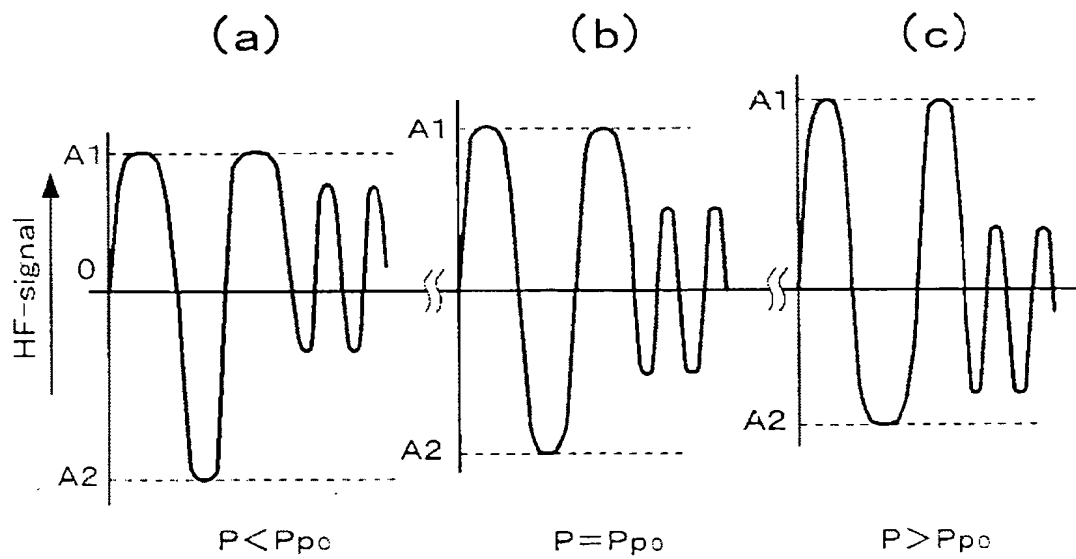 (a)
(b)
(c)
A1
A1
A1
HF-signal
0
A2
A2
A2
P<Ppo
P=Ppo
P>Ppo